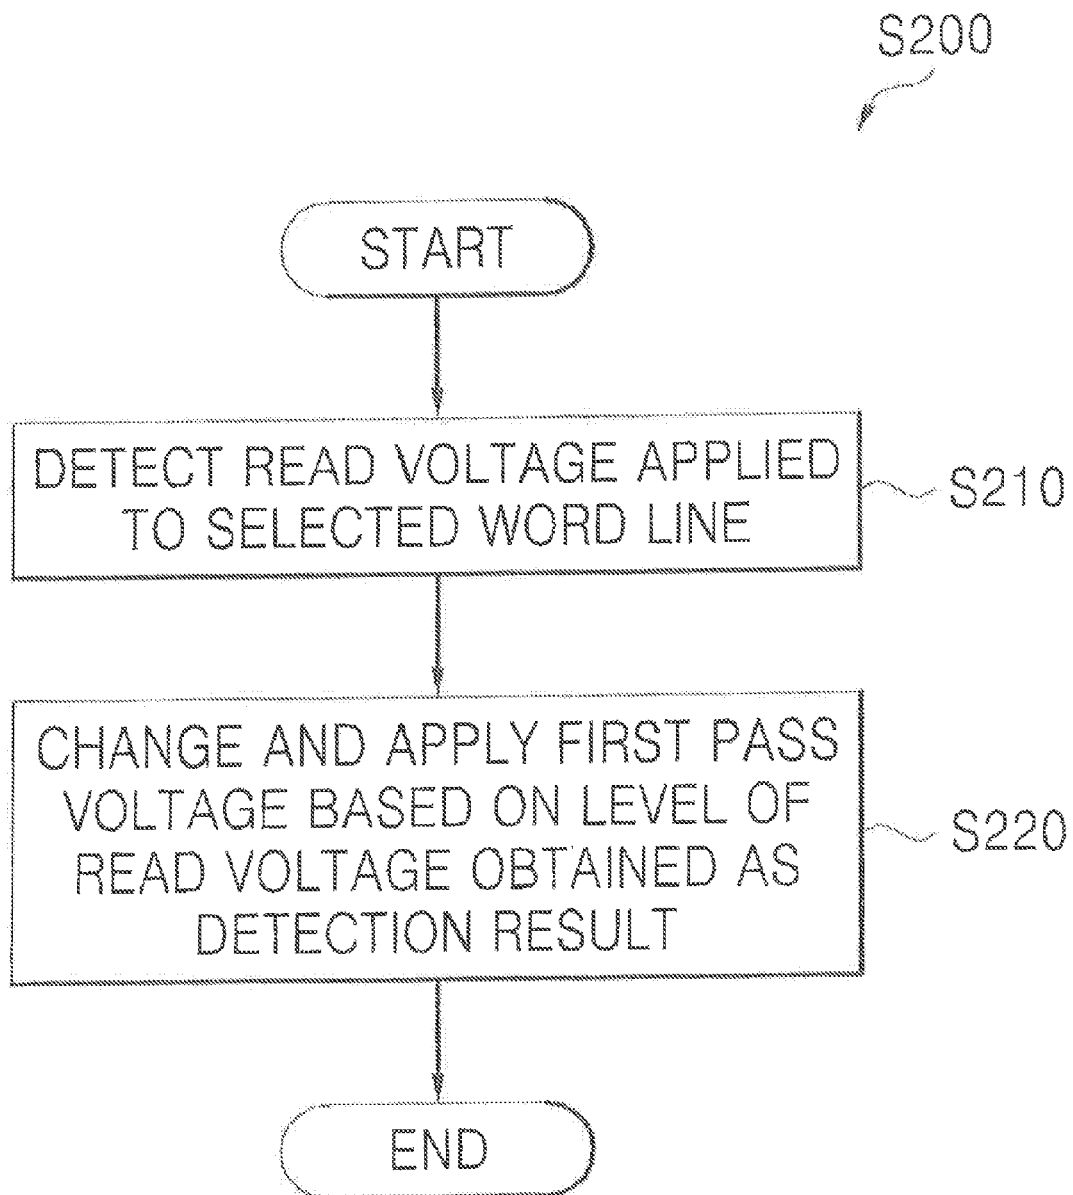 S200
START
DETECT READ VOLTAGE APPLIED
TO SELECTED WORD LINE
S210
CHANGE AND APPLY FIRST PASS
VOLTAGE BASED ON LEVEL OF
READ VOLTAGE OBTAINED AS
DETECTION RESULT
S220
END